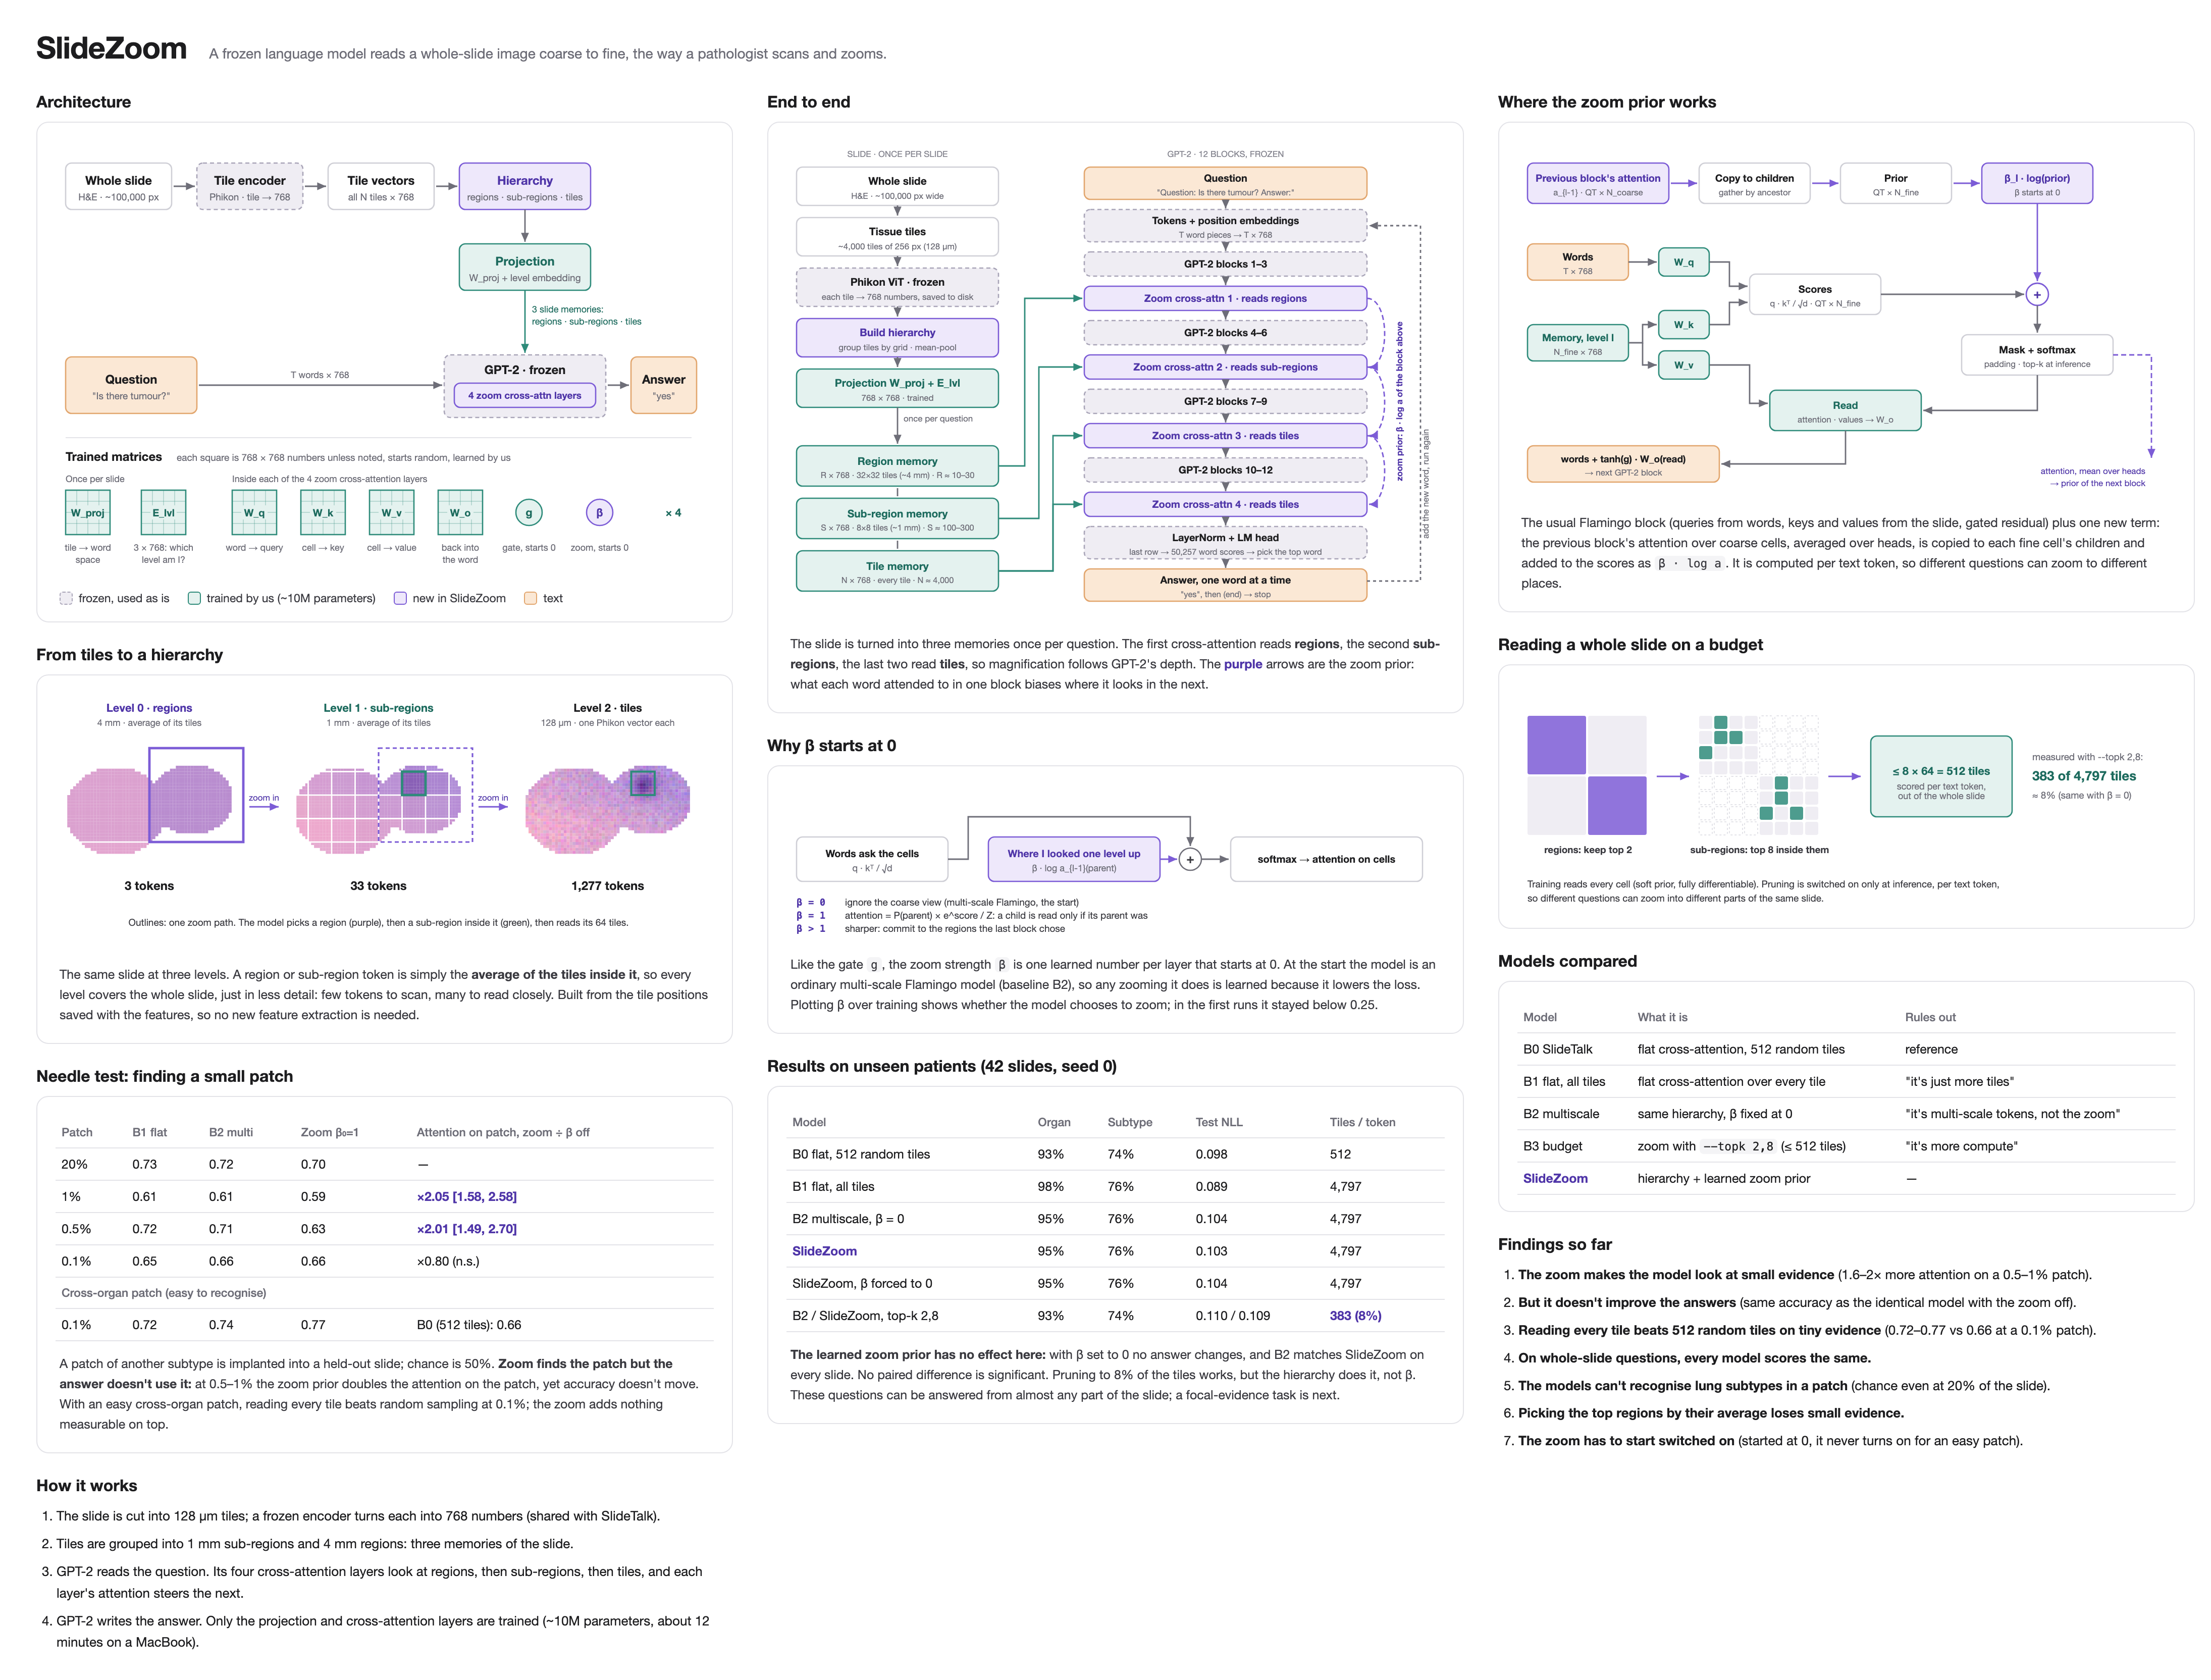 SlideZoom
A frozen language model reads a whole-slide image coarse to fine, the way a pathologist scans and zooms.
Architecture
Whole slide
H&E · ~100,000 px
Tile encoder
Phikon · tile → 768
Tile vectors
all N tiles × 768
Hierarchy
regions · sub-regions · tiles
Projection
W_proj + level embedding
3 slide memories:
regions · sub-regions · tiles
Question
"Is there tumour?"
T words × 768
GPT-2 · frozen
4 zoom cross-attn layers
Answer
"yes"
Trained matrices each square is 768 × 768 numbers unless noted, starts random, learned by us
Once per slide
Inside each of the 4 zoom cross-attention layers
W_proj
E_lvl
W_q
W_k
W_v
W_o
g
β
× 4
tile → word
space
3 × 768: which
level am I?
word → query
cell → key
cell → value
back into
the word
gate, starts 0
zoom, starts 0
frozen, used as is
trained by us (~10M parameters)
new in SlideZoom
text
From tiles to a hierarchy
Level 0 · regions
4 mm · average of its tiles
Level 1 · sub-regions
1 mm · average of its tiles
Level 2 · tiles
128 µm · one Phikon vector each
zoom in
zoom in
3 tokens
33 tokens
1,277 tokens
Outlines: one zoom path. The model picks a region (purple), then a sub-region inside it (green), then reads its 64 tiles.
The same slide at three levels. A region or sub-region token is simply the average of the tiles inside it, so every
level covers the whole slide, just in less detail: few tokens to scan, many to read closely. Built from the tile positions
saved with the features, so no new feature extraction is needed.
Needle test: finding a small patch
Patch B1 flat B2 multi Zoom β₀=1 Attention on patch, zoom ÷ β off
20% 0.73 0.72 0.70 —
1% 0.61 0.61 0.59 ×2.05 [1.58, 2.58]
0.5% 0.72 0.71 0.63 ×2.01 [1.49, 2.70]
0.1% 0.65 0.66 0.66 ×0.80 (n.s.)
Cross-organ patch (easy to recognise)
0.1% 0.72 0.74 0.77 B0 (512 tiles): 0.66
A patch of another subtype is implanted into a held-out slide; chance is 50%. Zoom finds the patch but the
answer doesn't use it: at 0.5–1% the zoom prior doubles the attention on the patch, yet accuracy doesn't move.
With an easy cross-organ patch, reading every tile beats random sampling at 0.1%; the zoom adds nothing
measurable on top.
How it works
1. The slide is cut into 128 µm tiles; a frozen encoder turns each into 768 numbers (shared with SlideTalk).
2. Tiles are grouped into 1 mm sub-regions and 4 mm regions: three memories of the slide.
3. GPT-2 reads the question. Its four cross-attention layers look at regions, then sub-regions, then tiles, and each
layer's attention steers the next.
4. GPT-2 writes the answer. Only the projection and cross-attention layers are trained (~10M parameters, about 12
minutes on a MacBook).
End to end
SLIDE · ONCE PER SLIDE
Whole slide
H&E · ~100,000 px wide
Tissue tiles
~4,000 tiles of 256 px (128 µm)
Phikon ViT · frozen
each tile → 768 numbers, saved to disk
Build hierarchy
group tiles by grid · mean-pool
Projection W_proj + E_lvl
768 × 768 · trained
once per question
Region memory
R × 768 · 32×32 tiles (~4 mm) · R ≈ 10–30
Sub-region memory
S × 768 · 8×8 tiles (~1 mm) · S ≈ 100–300
Tile memory
N × 768 · every tile · N ≈ 4,000
GPT-2 · 12 BLOCKS, FROZEN
Question
"Question: Is there tumour? Answer:"
Tokens + position embeddings
T word pieces → T × 768
GPT-2 blocks 1–3
Zoom cross-attn 1 · reads regions
GPT-2 blocks 4–6
Zoom cross-attn 2 · reads sub-regions
GPT-2 blocks 7–9
Zoom cross-attn 3 · reads tiles
GPT-2 blocks 10–12
Zoom cross-attn 4 · reads tiles
LayerNorm + LM head
last row → 50,257 word scores → pick the top word
Answer, one word at a time
"yes", then (end) → stop
zoom prior: β · log a of the block above
add the new word, run again
The slide is turned into three memories once per question. The first cross-attention reads regions, the second sub-
regions, the last two read tiles, so magnification follows GPT-2's depth. The purple arrows are the zoom prior:
what each word attended to in one block biases where it looks in the next.
Why β starts at 0
Words ask the cells
q · kᵀ / √d
Where I looked one level up
β · log a_{l-1}(parent)
+
softmax → attention on cells
β = 0 ignore the coarse view (multi-scale Flamingo, the start)
β = 1 attention = P(parent) × e^score / Z: a child is read only if its parent was
β > 1 sharper: commit to the regions the last block chose
Like the gate g , the zoom strength β is one learned number per layer that starts at 0. At the start the model is an
ordinary multi-scale Flamingo model (baseline B2), so any zooming it does is learned because it lowers the loss.
Plotting β over training shows whether the model chooses to zoom; in the first runs it stayed below 0.25.
Results on unseen patients (42 slides, seed 0)
Model Organ Subtype Test NLL Tiles / token
B0 flat, 512 random tiles 93% 74% 0.098 512
B1 flat, all tiles 98% 76% 0.089 4,797
B2 multiscale, β = 0 95% 76% 0.104 4,797
SlideZoom 95% 76% 0.103 4,797
SlideZoom, β forced to 0 95% 76% 0.104 4,797
B2 / SlideZoom, top-k 2,8 93% 74% 0.110 / 0.109 383 (8%)
The learned zoom prior has no effect here: with β set to 0 no answer changes, and B2 matches SlideZoom on
every slide. No paired difference is significant. Pruning to 8% of the tiles works, but the hierarchy does it, not β.
These questions can be answered from almost any part of the slide; a focal-evidence task is next.
Where the zoom prior works
Previous block's attention
a_{l-1} · QT × N_coarse
Copy to children
gather by ancestor
Prior
QT × N_fine
β_l · log(prior)
β starts at 0
Words
T × 768
W_q
Scores
q · kᵀ / √d · QT × N_fine
+
Memory, level l
N_fine × 768
W_k
W_v
Mask + softmax
padding · top-k at inference
Read
attention · values → W_o
words + tanh(g) · W_o(read)
→ next GPT-2 block
attention, mean over heads
→ prior of the next block
The usual Flamingo block (queries from words, keys and values from the slide, gated residual) plus one new term:
the previous block's attention over coarse cells, averaged over heads, is copied to each fine cell's children and
added to the scores as β · log a . It is computed per text token, so different questions can zoom to different
places.
Reading a whole slide on a budget
regions: keep top 2
sub-regions: top 8 inside them
≤ 8 × 64 = 512 tiles
scored per text token,
out of the whole slide
measured with --topk 2,8:
383 of 4,797 tiles
≈ 8% (same with β = 0)
Training reads every cell (soft prior, fully differentiable). Pruning is switched on only at inference, per text token,
so different questions can zoom into different parts of the same slide.
Models compared
Model What it is Rules out
B0 SlideTalk flat cross-attention, 512 random tiles reference
B1 flat, all tiles flat cross-attention over every tile "it's just more tiles"
B2 multiscale same hierarchy, β fixed at 0 "it's multi-scale tokens, not the zoom"
B3 budget zoom with --topk 2,8 (≤ 512 tiles) "it's more compute"
SlideZoom hierarchy + learned zoom prior —
Findings so far
1. The zoom makes the model look at small evidence (1.6–2× more attention on a 0.5–1% patch).
2. But it doesn't improve the answers (same accuracy as the identical model with the zoom off).
3. Reading every tile beats 512 random tiles on tiny evidence (0.72–0.77 vs 0.66 at a 0.1% patch).
4. On whole-slide questions, every model scores the same.
5. The models can't recognise lung subtypes in a patch (chance even at 20% of the slide).
6. Picking the top regions by their average loses small evidence.
7. The zoom has to start switched on (started at 0, it never turns on for an easy patch).